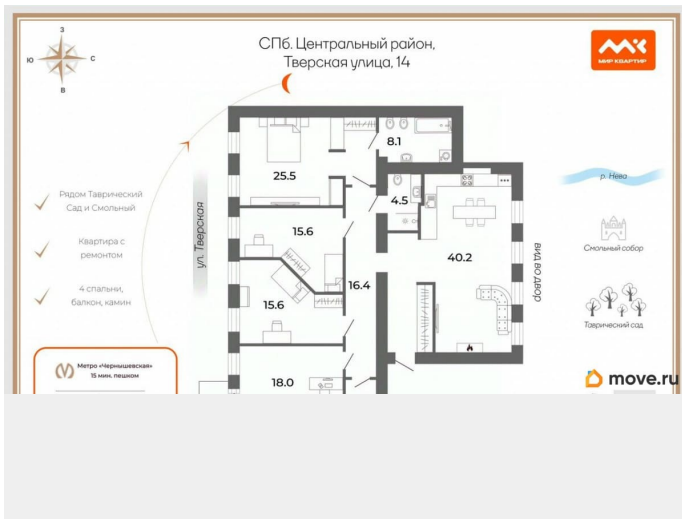 З
Ю
С
В
СПб. Центральный район,
Тверская улица, 14
МИР КВАРТИР
8.1
25.5
р. Нева
4.5
Рядом Таврический
Сад и Смольный
ул. Тверская
15.6
Квартира с
ремонтом
40.2
вид во двор
Смольный собор
16.4
4 спальни,
балкон, камин
15.6
Таврический сад
Метро «Чернышевская»
15 мин. пешком
18.0
move.ru